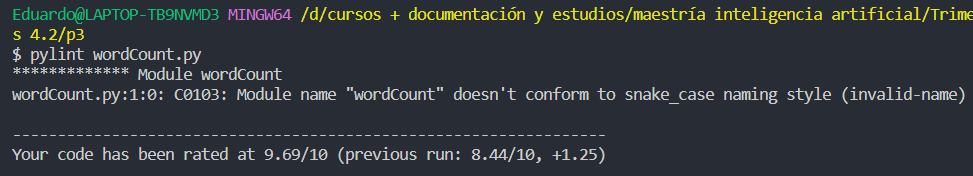 Eduardo@LAPTOP-TB9NVMD3 MINGW64 /d/cursos + documentación y estudios/maestría inteligencia artificial/Trime
s 4.2/p3
$ pylint wordCount.py
************* Module wordCount
wordCount.py:1:0: C0103: Module name "wordCount" doesn't conform to snake_case naming style (invalid-name)
------------------------------------------------------------------
Your code has been rated at 9.69/10 (previous run: 8.44/10, +1.25)